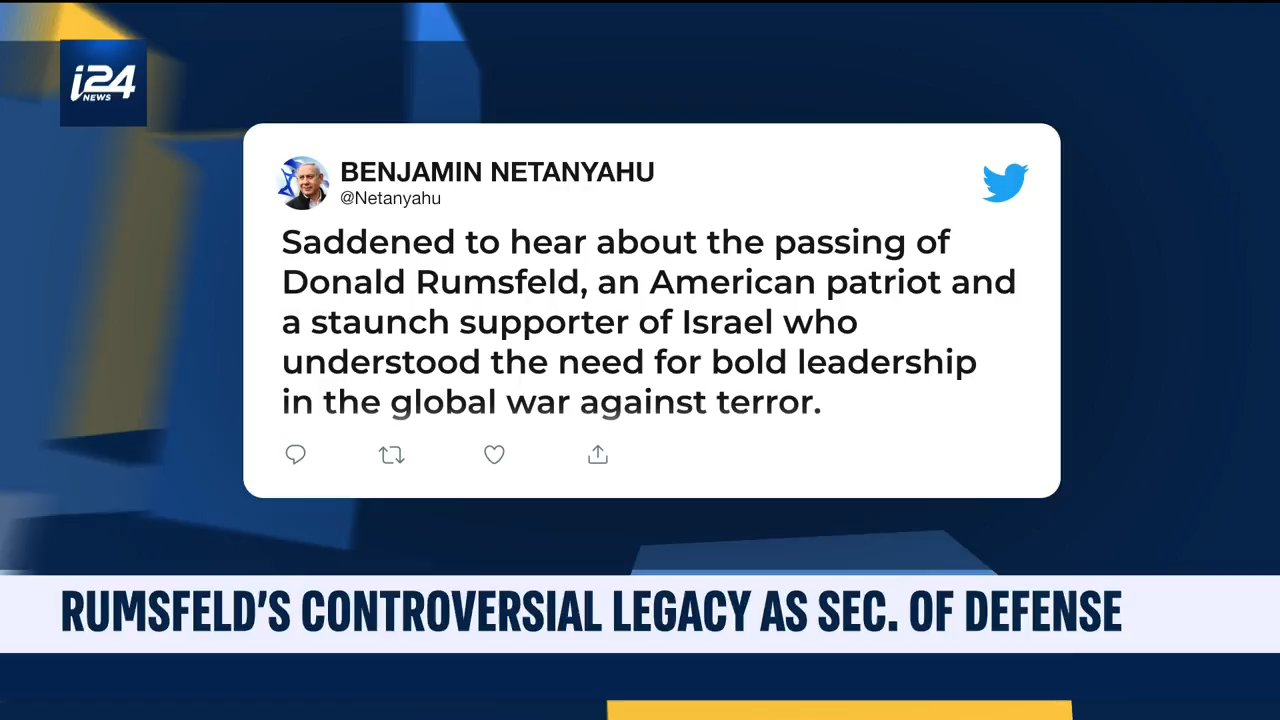 i24
NEWS
BENJAMIN NETANYAHU
@Netanyahu
Saddened to hear about the passing of
Donald Rumsfeld, an American patriot and
a staunch supporter of Israel who
understood the need for bold leadership
in the global war against terror.
RUMSFELD'S CONTROVERSIAL LEGACY AS SEC. OF DEFENSE